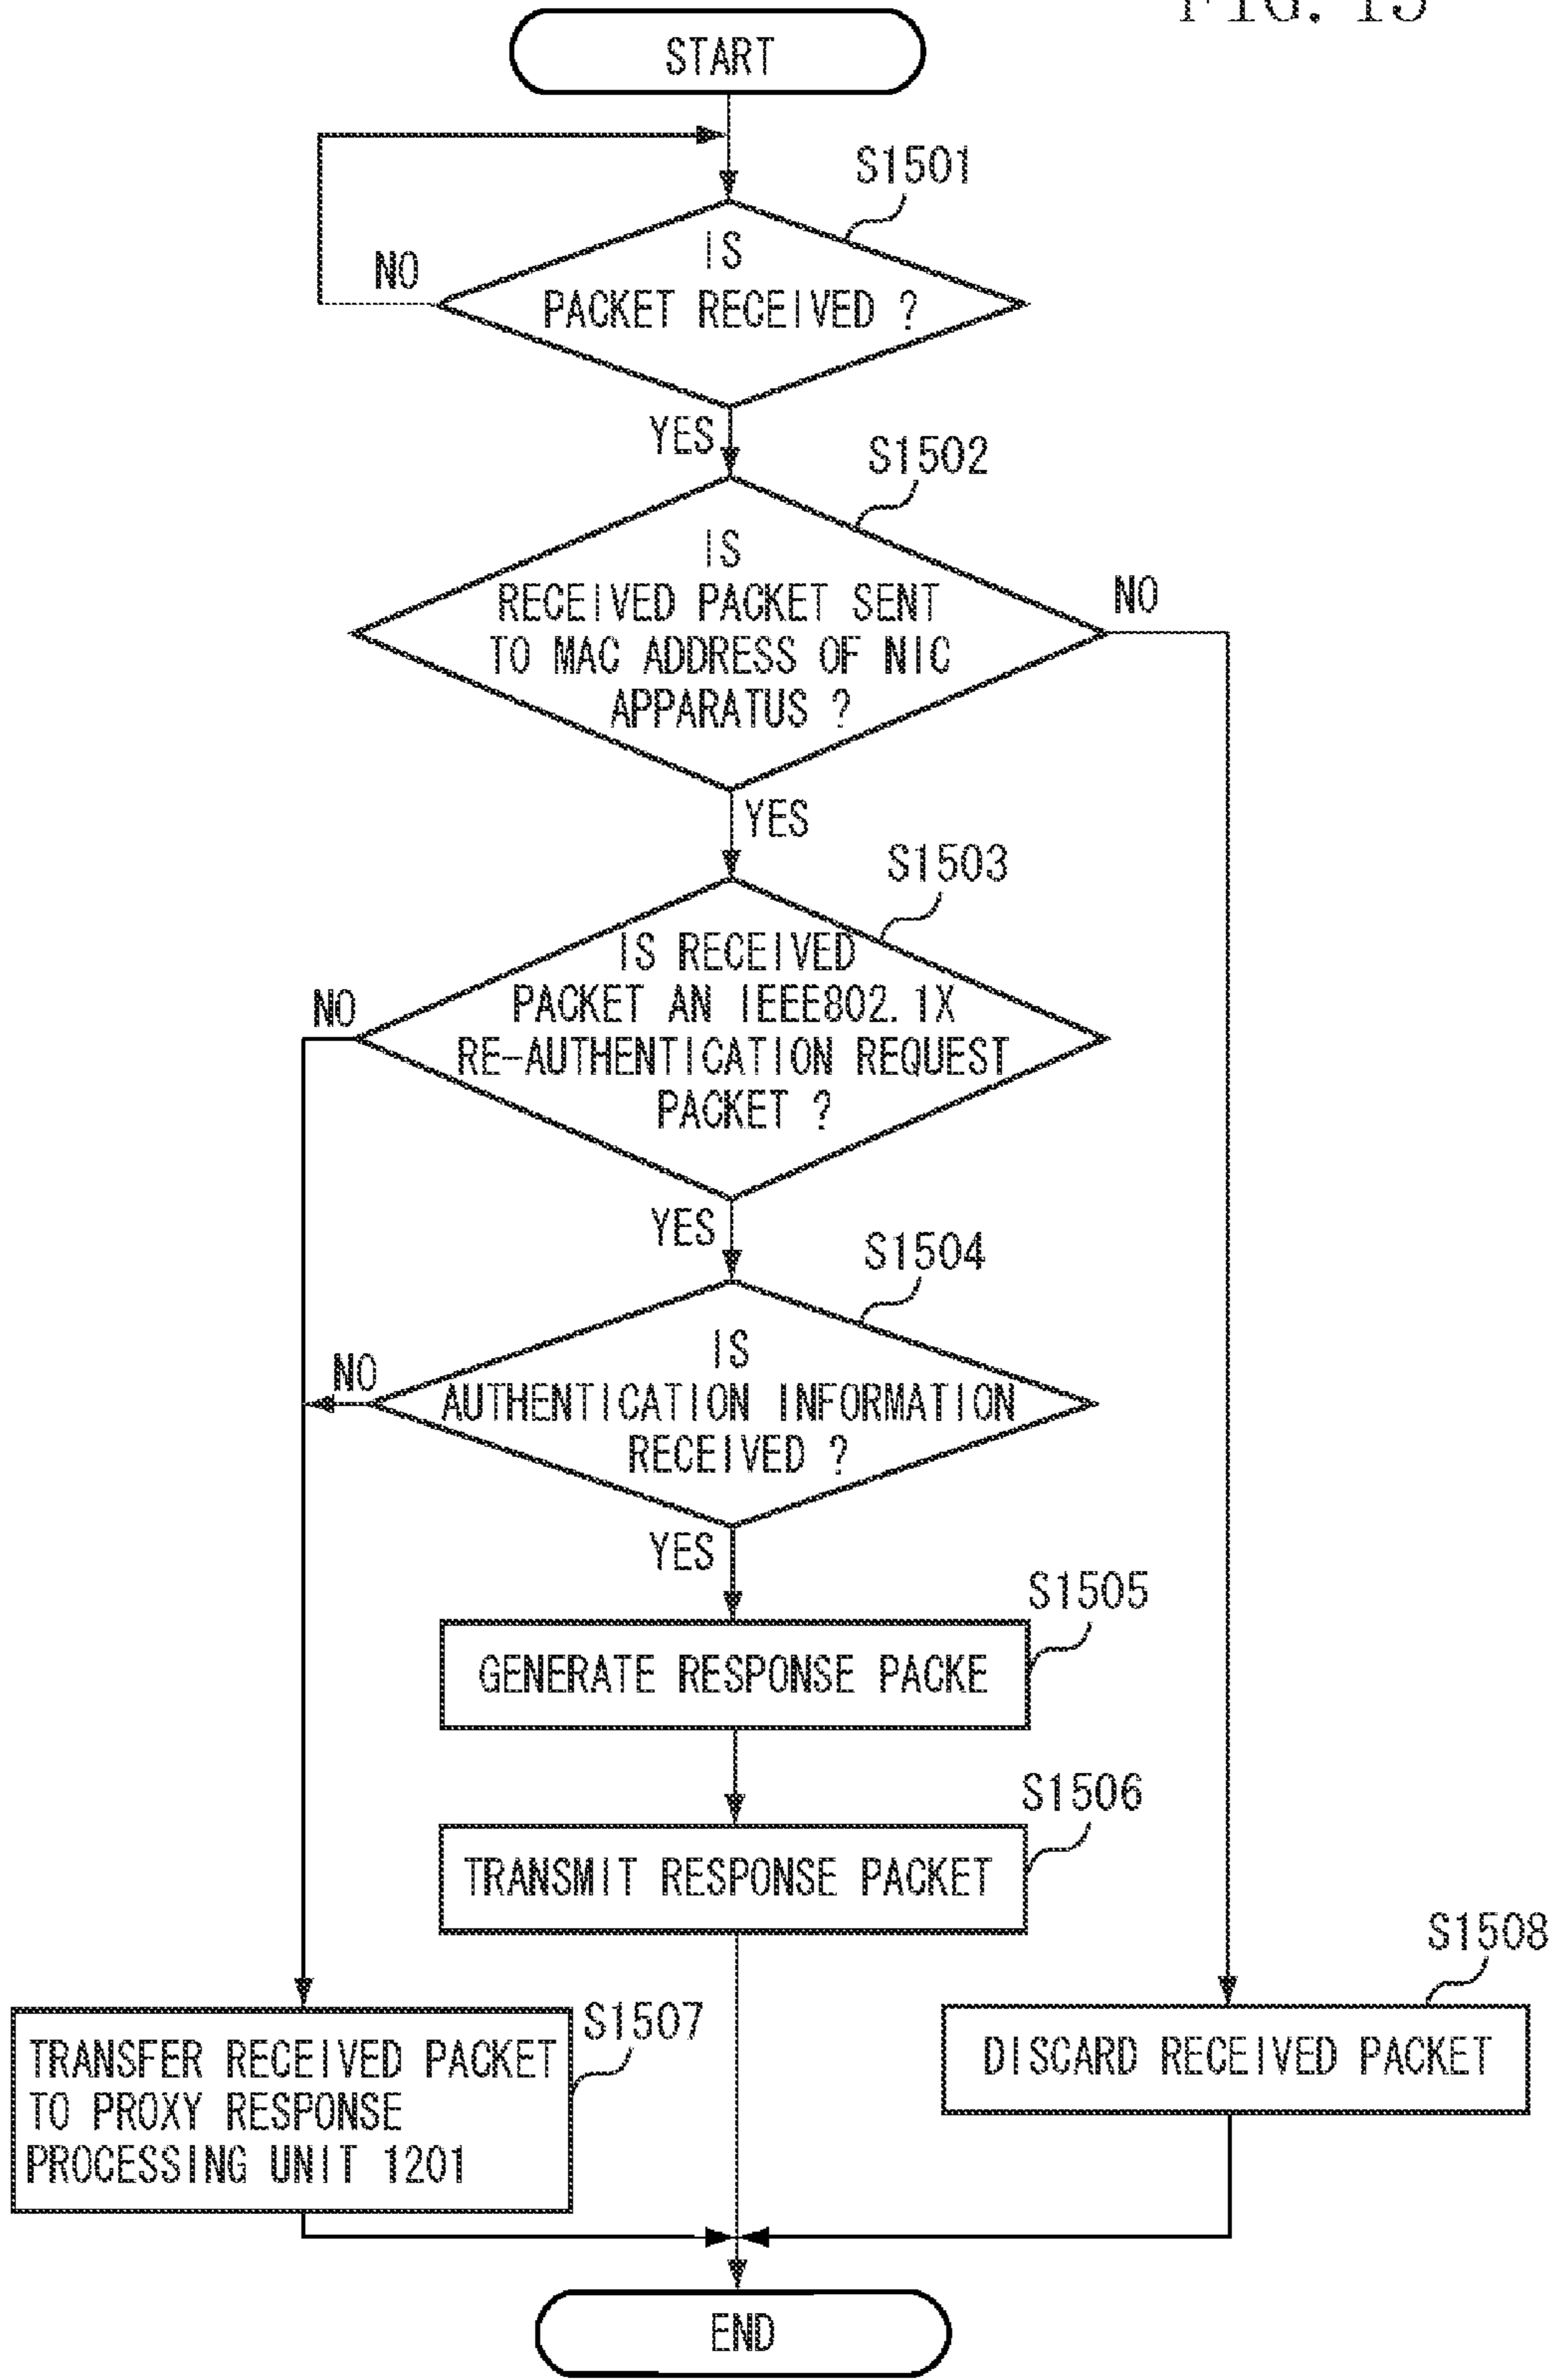 FIG. 15
START
S1501
IS
PACKET RECEIVED ?
NO
YES
S1502
IS
RECEIVED PACKET SENT
TO MAC ADDRESS OF NIC
APPARATUS ?
NO
YES
S1503
IS RECEIVED
PACKET AN IEEE802.1X
RE-AUTHENTICATION REQUEST
PACKET ?
NO
YES
S1504
IS
AUTHENTICATION INFORMATION
RECEIVED ?
NO
YES
S1505
GENERATE RESPONSE PACKE
S1506
TRANSMIT RESPONSE PACKET
S1507
TRANSFER RECEIVED PACKET
TO PROXY RESPONSE
PROCESSING UNIT 1201
S1508
DISCARD RECEIVED PACKET
END